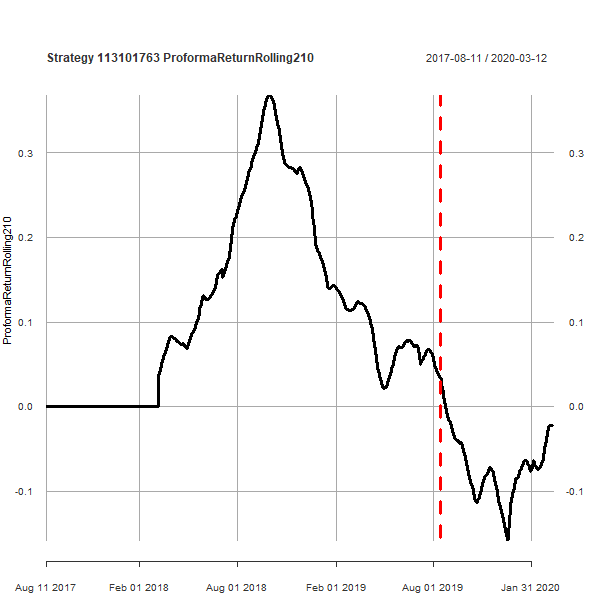 Strategy 113101763 ProformaReturnRolling210
2017-08-11 / 2020-03-12
ProformaReturnRolling210
0.3
0.3
0.2
0.2
0.1
0.1
0.0
0.0
-0.1
-0.1
Aug 11 2017
Feb 01 2018
Aug 01 2018
Feb 01 2019
Aug 01 2019
Jan 31 2020